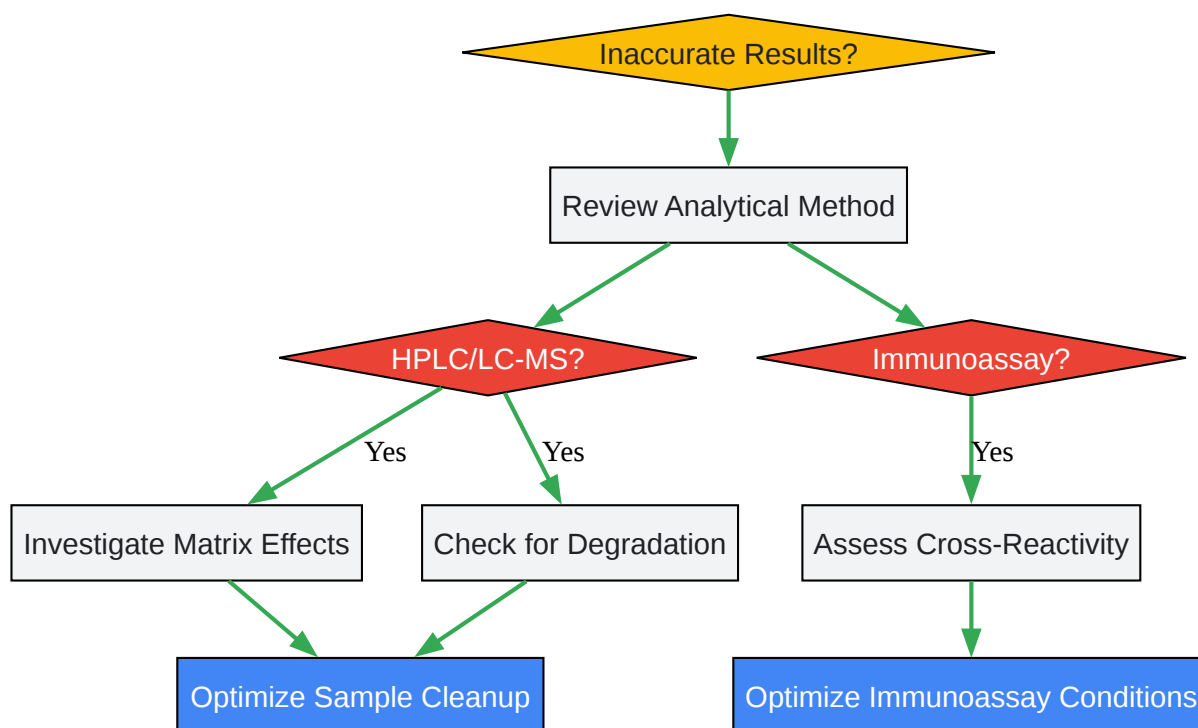 Inaccurate Results?
Review Analytical Method
HPLC/LC-MS?
Immunoassay?
Yes
Yes
Yes
Investigate Matrix Effects
Check for Degradation
Assess Cross-Reactivity
Optimize Sample Cleanup
Optimize Immunoassay Conditions